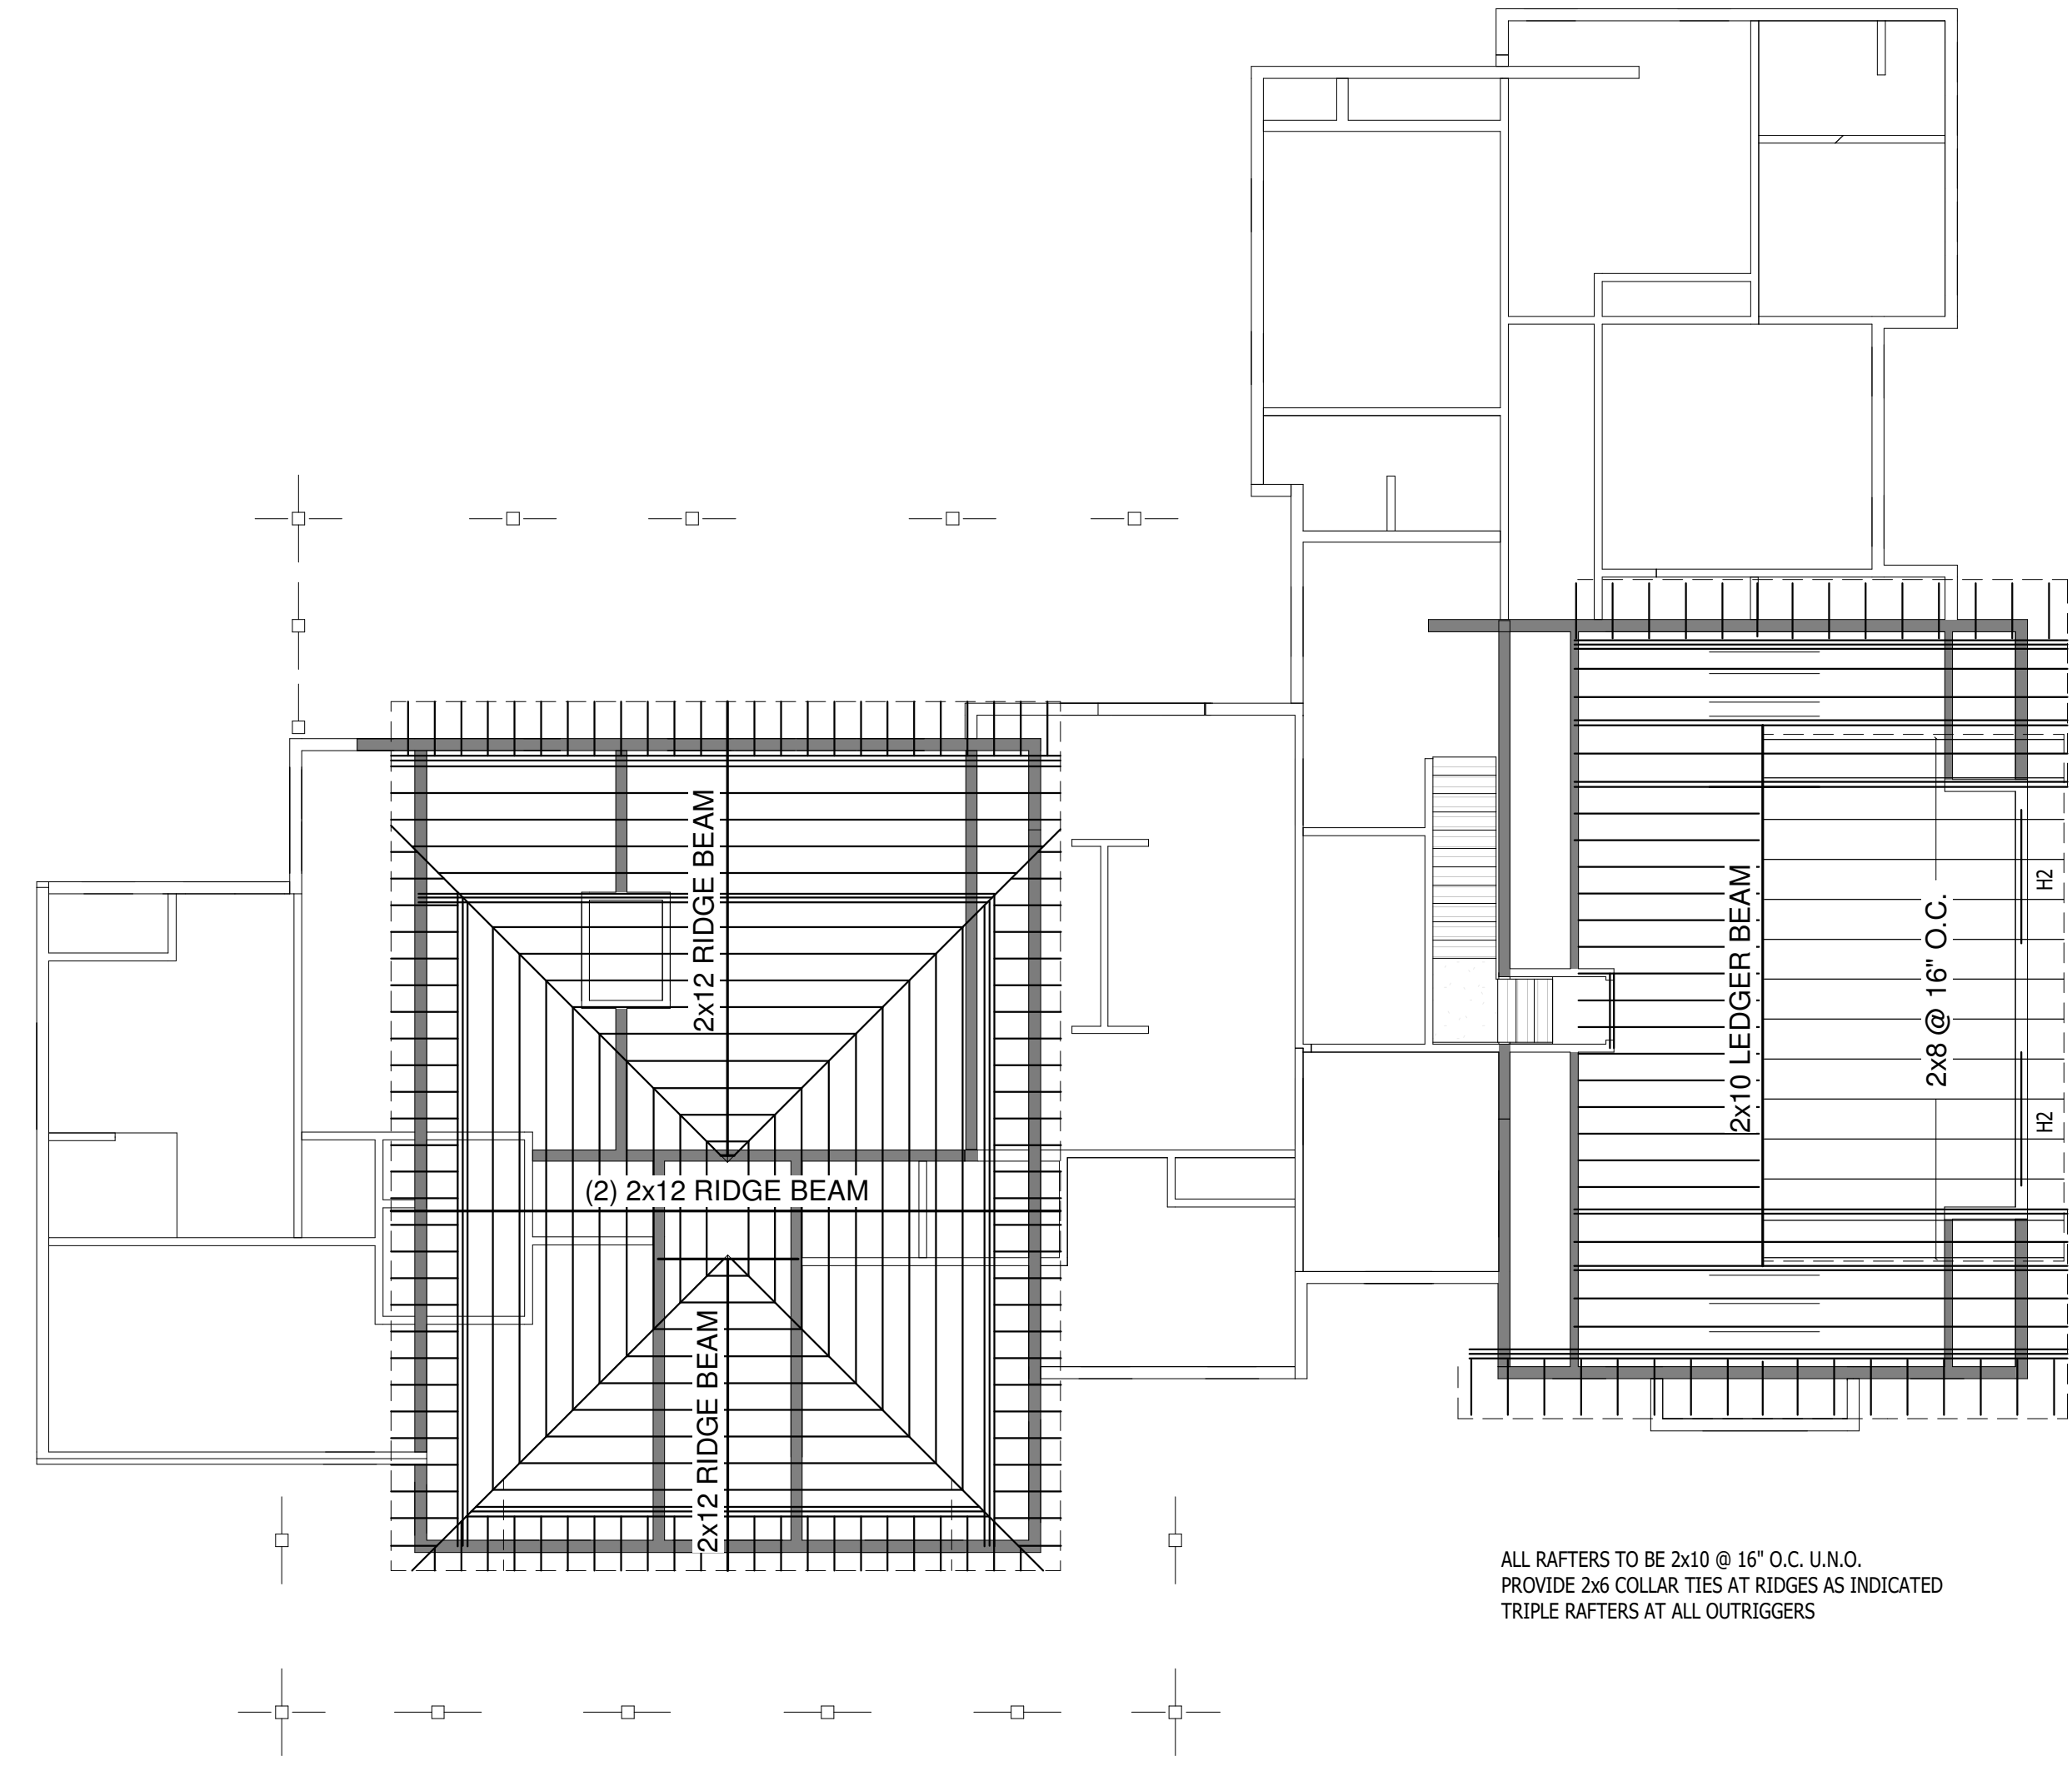 2x12 RIDGE BEAM
(2) 2x12 RIDGE BEAM
2x12 RIDGE BEAM
2x10 LEDGER BEAM
2x8 @ 16" O.C.
H2
H2
ALL RAFTERS TO BE 2x10 @ 16" O.C. U.N.O.
PROVIDE 2x6 COLLAR TIES AT RIDGES AS INDICATED
TRIPLE RAFTERS AT ALL OUTRIGGERS